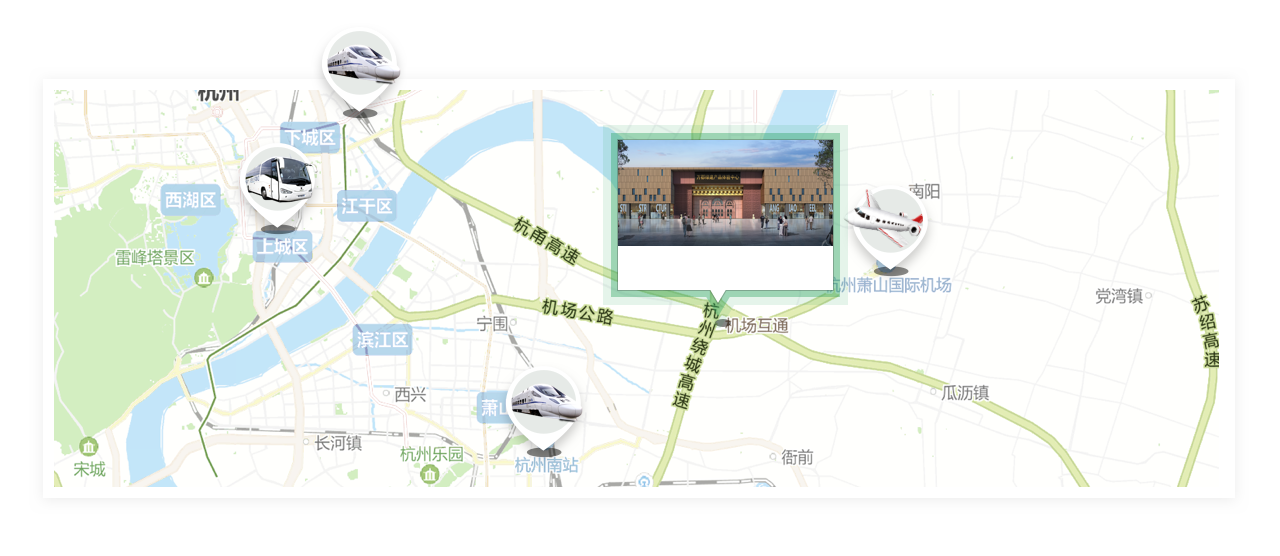 杭州
下城区
西湖区
江干区
南阳
上城区
雷峰塔景区
杭甬高速
杭州萧山国际机场
党湾镇
机场公路
宁围
杭州绕城高速
机场互通
苏绍高速
滨江区
西兴
瓜沥镇
萧山
长河镇
杭州乐园
衙前
杭州南站
宋城